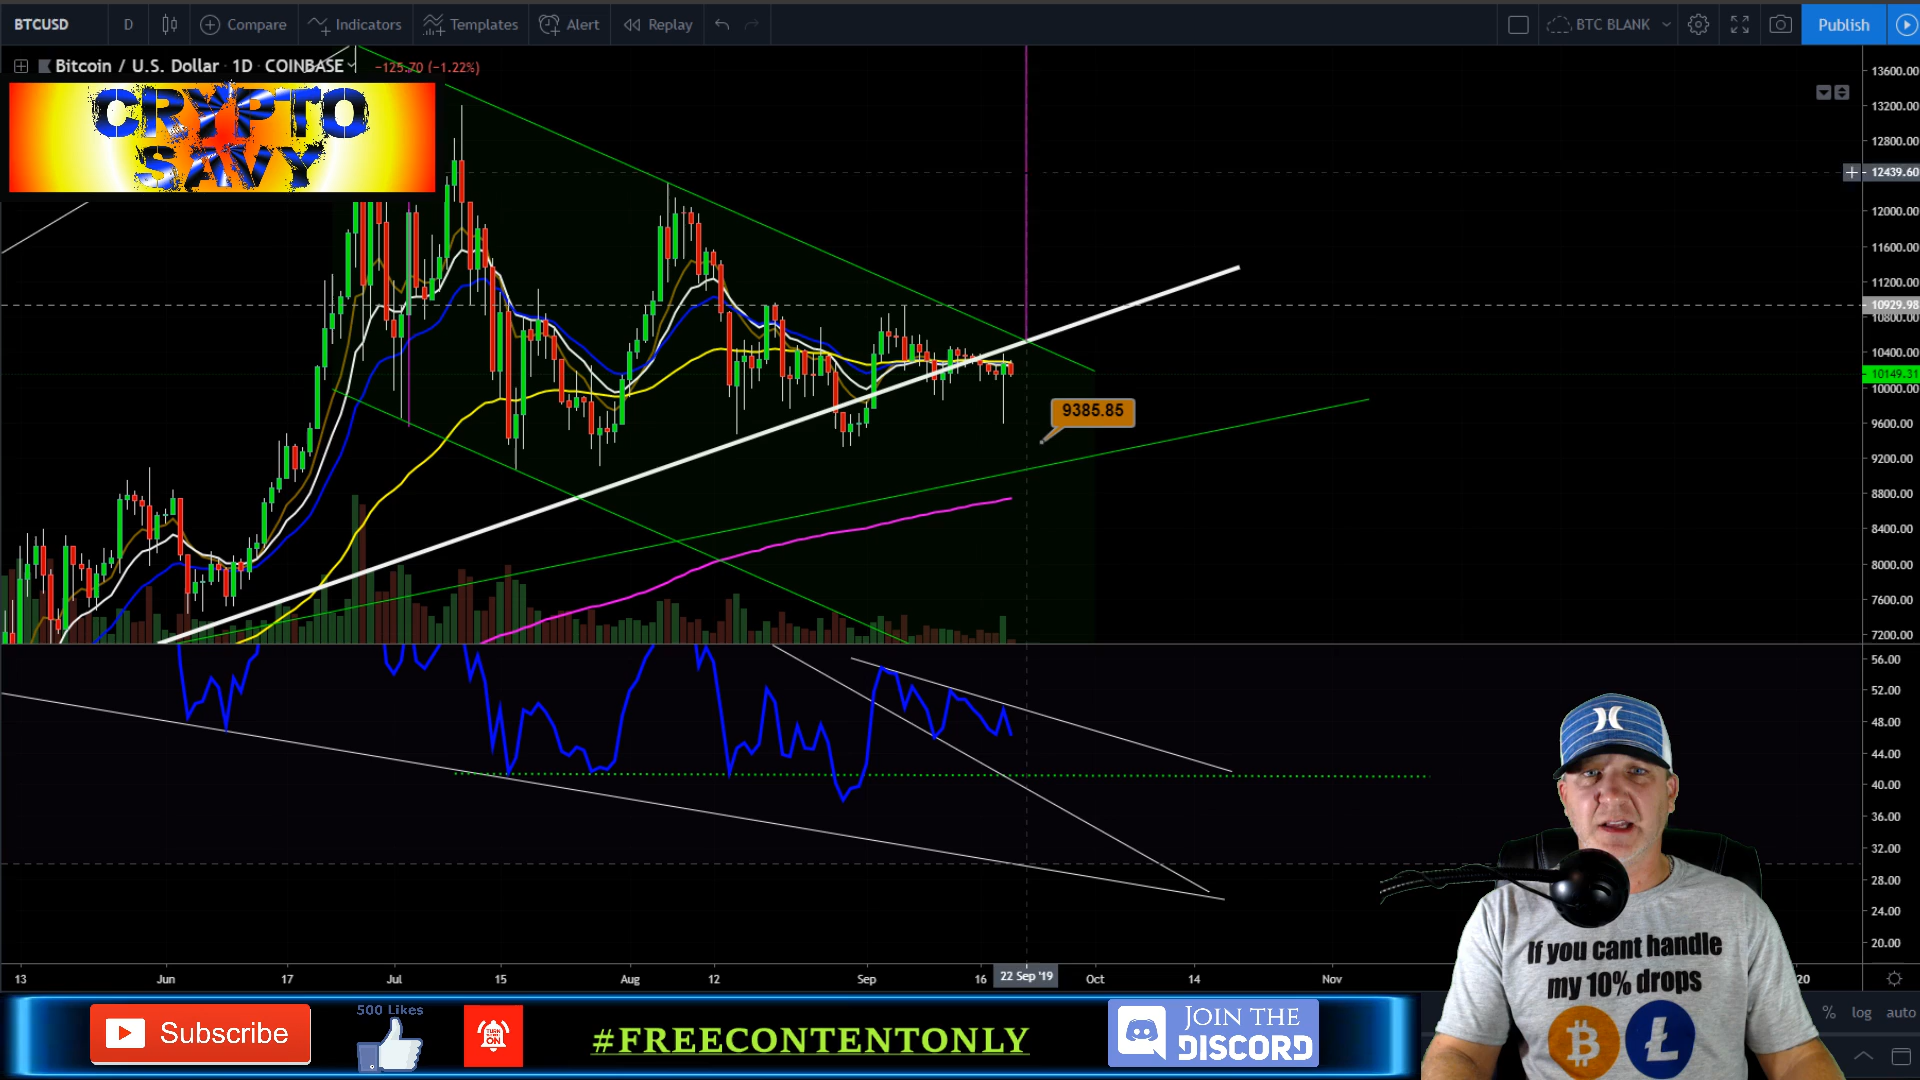 BTCUSD D Compare Indicators Templates Alert Replay BTC BLANK Publish
Bitcoin / U.S. Dollar 1D COINBASE −125.70 (−1.22%)
CRYPTO
SAVY
13600.00
13200.00
12800.00
12439.60
12000.00
11600.00
11200.00
10929.98
10800.00
10400.00
10149.31
10000.00
9600.00
9200.00
8800.00
8400.00
8000.00
7600.00
7200.00
9385.85
56.00
52.00
48.00
44.00
40.00
36.00
32.00
28.00
24.00
20.00
13 Jun 17 Jul 15 Aug 12 Sep 16 22 Sep '19 Oct 14 Nov 20
% log auto
If you cant handle
my 10% drops
Subscribe
500 Likes
#FREECONTENTONLY
JOIN THE
DISCORD